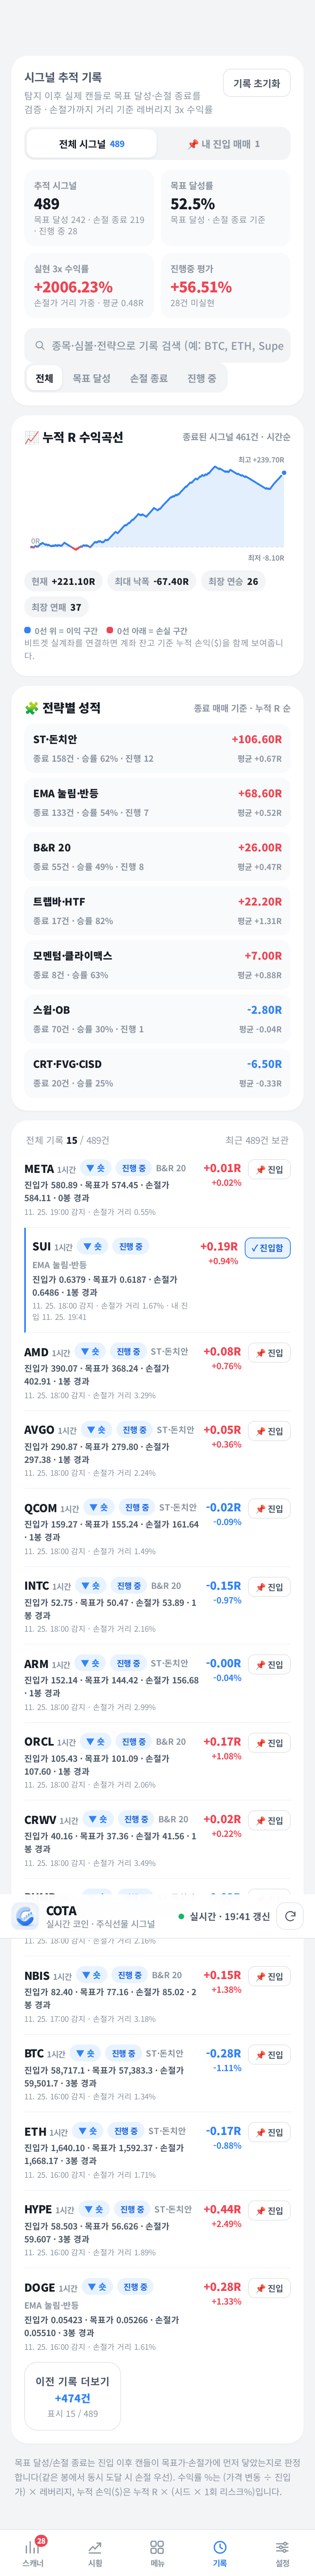 시그널 추적 기록
탐지 이후 실제 캔들로 목표 달성·손절 종료를
검증 · 손절가까지 거리 기준 레버리지 3x 수익률
기록 초기화
전체 시그널 489
📌 내 진입 매매 1
추적 시그널
489
목표 달성 242 · 손절 종료 219
· 진행 중 28
목표 달성률
52.5%
목표 달성 · 손절 종료 기준
실현 3x 수익률
+2006.23%
손절가 거리 가중 · 평균 0.48R
진행중 평가
+56.51%
28건 미실현
종목·심볼·전략으로 기록 검색 (예: BTC, ETH, Supe
전체
목표 달성
손절 종료
진행 중
📈 누적 R 수익곡선
종료된 시그널 461건 · 시간순
최고 +239.70R
0R
최저 -8.10R
현재 +221.10R
최대 낙폭 -67.40R
최장 연승 26
최장 연패 37
0선 위 = 이익 구간
0선 아래 = 손실 구간
비트겟 실계좌를 연결하면 계좌 잔고 기준 누적 손익($)을 함께 보여줍니
다.
🧩 전략별 성적
종료 매매 기준 · 누적 R 순
ST·돈치안
+106.60R
종료 158건 · 승률 62% · 진행 12
평균 +0.67R
EMA 눌림·반등
+68.60R
종료 133건 · 승률 54% · 진행 7
평균 +0.52R
B&R 20
+26.00R
종료 55건 · 승률 49% · 진행 8
평균 +0.47R
트랩바·HTF
+22.20R
종료 17건 · 승률 82%
평균 +1.31R
모멘텀·클라이맥스
+7.00R
종료 8건 · 승률 63%
평균 +0.88R
스윕·OB
-2.80R
종료 70건 · 승률 30% · 진행 1
평균 -0.04R
CRT·FVG·CISD
-6.50R
종료 20건 · 승률 25%
평균 -0.33R
전체 기록 15 / 489건
최근 489건 보관
META 1시간 ▼ 숏 진행 중 B&R 20
+0.01R
+0.02%
📌 진입
진입가 580.89 · 목표가 574.45 · 손절가
584.11 · 0봉 경과
11. 25. 19:00 감지 · 손절가 거리 0.55%
SUI 1시간 ▼ 숏 진행 중
+0.19R
+0.94%
✓ 진입함
EMA 눌림·반등
진입가 0.6379 · 목표가 0.6187 · 손절가
0.6486 · 1봉 경과
11. 25. 18:00 감지 · 손절가 거리 1.67% · 내 진
입 11. 25. 19:41
AMD 1시간 ▼ 숏 진행 중 ST·돈치안
+0.08R
+0.76%
📌 진입
진입가 390.07 · 목표가 368.24 · 손절가
402.91 · 1봉 경과
11. 25. 18:00 감지 · 손절가 거리 3.29%
AVGO 1시간 ▼ 숏 진행 중 ST·돈치안
+0.05R
+0.36%
📌 진입
진입가 290.87 · 목표가 279.80 · 손절가
297.38 · 1봉 경과
11. 25. 18:00 감지 · 손절가 거리 2.24%
QCOM 1시간 ▼ 숏 진행 중 ST·돈치안
-0.02R
-0.09%
📌 진입
진입가 159.27 · 목표가 155.24 · 손절가 161.64
· 1봉 경과
11. 25. 18:00 감지 · 손절가 거리 1.49%
INTC 1시간 ▼ 숏 진행 중 B&R 20
-0.15R
-0.97%
📌 진입
진입가 52.75 · 목표가 50.47 · 손절가 53.89 · 1
봉 경과
11. 25. 18:00 감지 · 손절가 거리 2.16%
ARM 1시간 ▼ 숏 진행 중 ST·돈치안
-0.00R
-0.04%
📌 진입
진입가 152.14 · 목표가 144.42 · 손절가 156.68
· 1봉 경과
11. 25. 18:00 감지 · 손절가 거리 2.99%
ORCL 1시간 ▼ 숏 진행 중 B&R 20
+0.17R
+1.08%
📌 진입
진입가 105.43 · 목표가 101.09 · 손절가
107.60 · 1봉 경과
11. 25. 18:00 감지 · 손절가 거리 2.06%
CRWV 1시간 ▼ 숏 진행 중 B&R 20
+0.02R
+0.22%
📌 진입
진입가 40.16 · 목표가 37.36 · 손절가 41.56 · 1
봉 경과
11. 25. 18:00 감지 · 손절가 거리 3.49%
COTA
실시간 코인 · 주식선물 시그널
실시간 · 19:41 갱신
11. 25. 18:00 감지 · 손절가 거리 2.16%
NBIS 1시간 ▼ 숏 진행 중 B&R 20
+0.15R
+1.38%
📌 진입
진입가 82.40 · 목표가 77.16 · 손절가 85.02 · 2
봉 경과
11. 25. 17:00 감지 · 손절가 거리 3.18%
BTC 1시간 ▼ 숏 진행 중 ST·돈치안
-0.28R
-1.11%
📌 진입
진입가 58,717.1 · 목표가 57,383.3 · 손절가
59,501.7 · 3봉 경과
11. 25. 16:00 감지 · 손절가 거리 1.34%
ETH 1시간 ▼ 숏 진행 중 ST·돈치안
-0.17R
-0.88%
📌 진입
진입가 1,640.10 · 목표가 1,592.37 · 손절가
1,668.17 · 3봉 경과
11. 25. 16:00 감지 · 손절가 거리 1.71%
HYPE 1시간 ▼ 숏 진행 중 ST·돈치안
+0.44R
+2.49%
📌 진입
진입가 58.503 · 목표가 56.626 · 손절가
59.607 · 3봉 경과
11. 25. 16:00 감지 · 손절가 거리 1.89%
DOGE 1시간 ▼ 숏 진행 중
+0.28R
+1.33%
📌 진입
EMA 눌림·반등
진입가 0.05423 · 목표가 0.05266 · 손절가
0.05510 · 3봉 경과
11. 25. 16:00 감지 · 손절가 거리 1.61%
이전 기록 더보기
+474건
표시 15 / 489
목표 달성/손절 종료는 진입 이후 캔들이 목표가·손절가에 먼저 닿았는지로 판정
합니다(같은 봉에서 동시 도달 시 손절 우선). 수익률 %는 (가격 변동 ÷ 진입
가) × 레버리지, 누적 손익($)은 누적 R × (시드 × 1회 리스크%)입니다.
28
스캐너
시황
메뉴
기록
설정